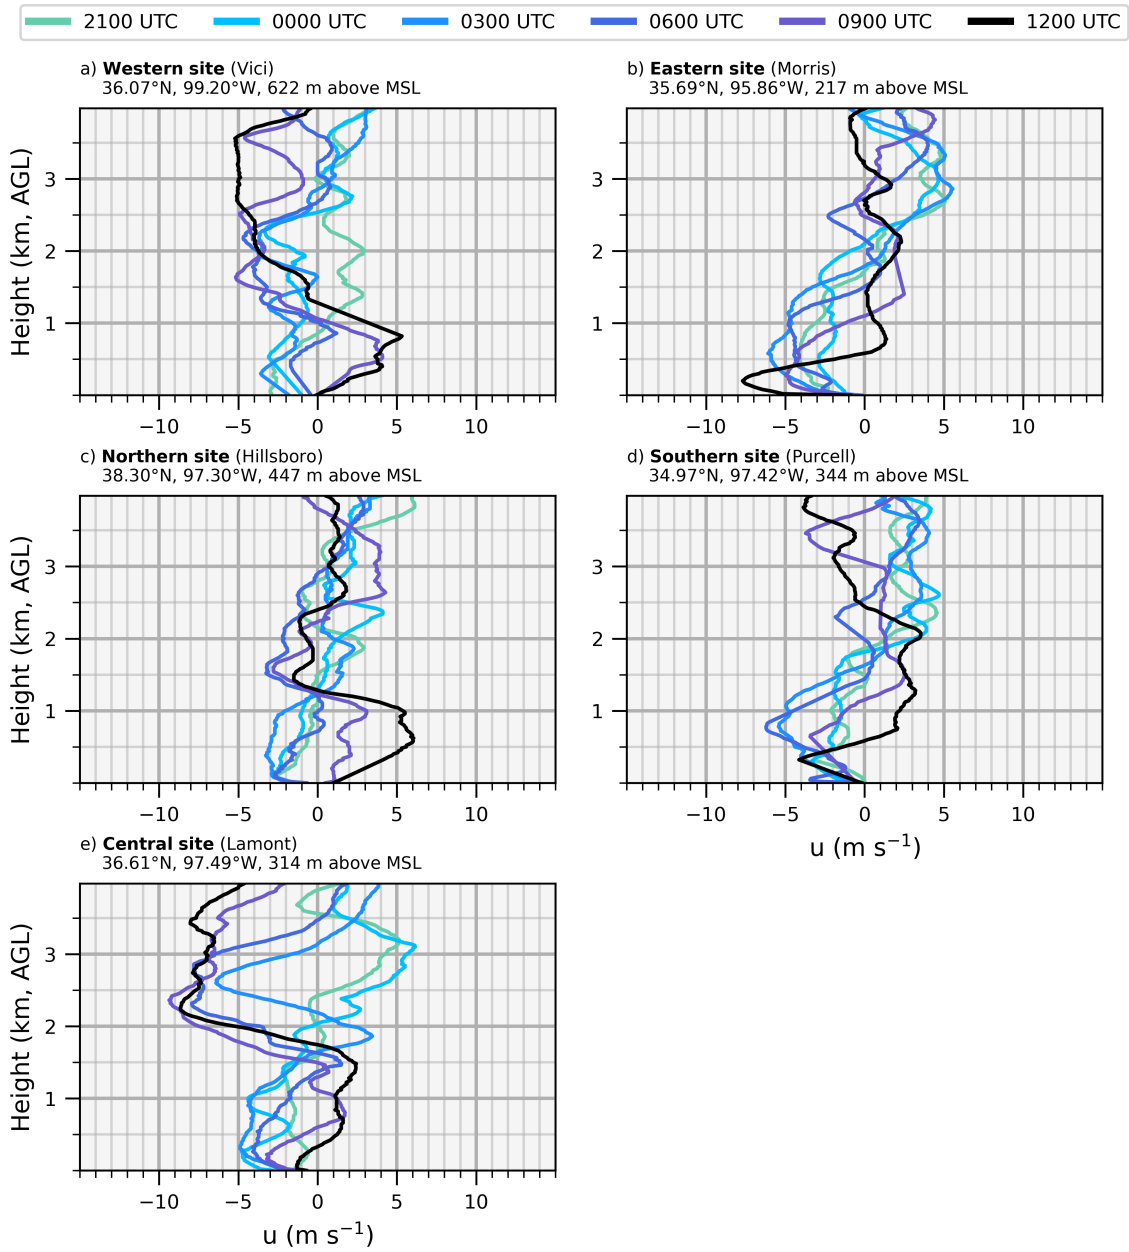 2100 UTC 0000 UTC 0300 UTC 0600 UTC 0900 UTC 1200 UTC
a) Western site (Vici)
36.07°N, 99.20°W, 622 m above MSL
b) Eastern site (Morris)
35.69°N, 95.86°W, 217 m above MSL
Height (km, AGL)
3
2
1
−10 −5 0 5 10
3
2
1
−10 −5 0 5 10
c) Northern site (Hillsboro)
38.30°N, 97.30°W, 447 m above MSL
d) Southern site (Purcell)
34.97°N, 97.42°W, 344 m above MSL
Height (km, AGL)
3
2
1
−10 −5 0 5 10
3
2
1
−10 −5 0 5 10
u (m s⁻¹)
e) Central site (Lamont)
36.61°N, 97.49°W, 314 m above MSL
Height (km, AGL)
3
2
1
−10 −5 0 5 10
u (m s⁻¹)